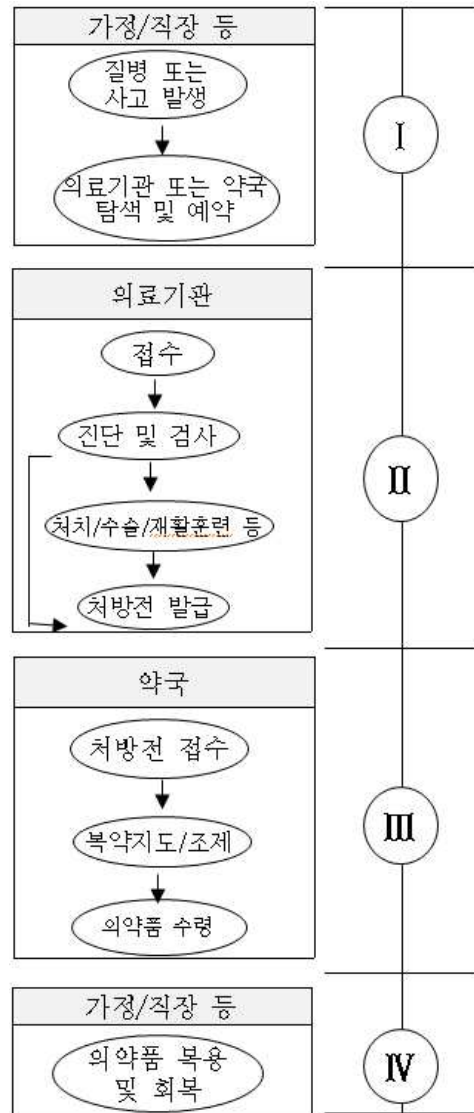 가정/직장 등
질병 또는
사고 발생
의료기관 또는 약국
탐색 및 예약
Ⅰ
의료기관
접수
진단 및 검사
처치/수술/재활훈련 등
처방전 발급
Ⅱ
약국
처방전 접수
복약지도/조제
의약품 수령
Ⅲ
가정/직장 등
의약품 복용
및 회복
Ⅳ